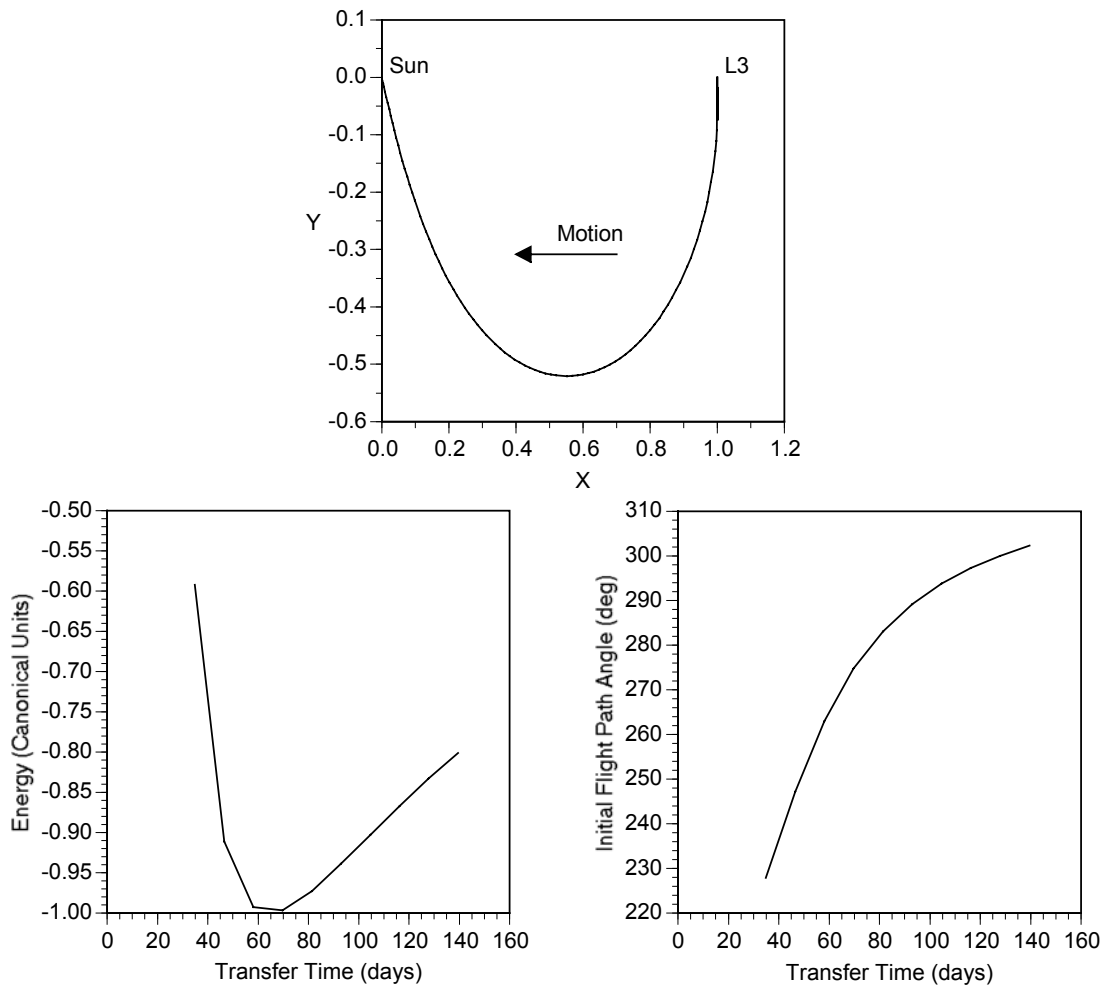 0.1
Sun
L3
0.0
-0.1
-0.2
Y
Motion
-0.3
-0.4
-0.5
-0.6
0.0 0.2 0.4 0.6 0.8 1.0 1.2
X
-0.50
-0.55
-0.60
-0.65
-0.70
-0.75
-0.80
-0.85
-0.90
-0.95
-1.00
Energy (Canonical Units)
0 20 40 60 80 100 120 140 160
Transfer Time (days)
310
300
290
280
270
260
250
240
230
220
Initial Flight Path Angle (deg)
0 20 40 60 80 100 120 140 160
Transfer Time (days)